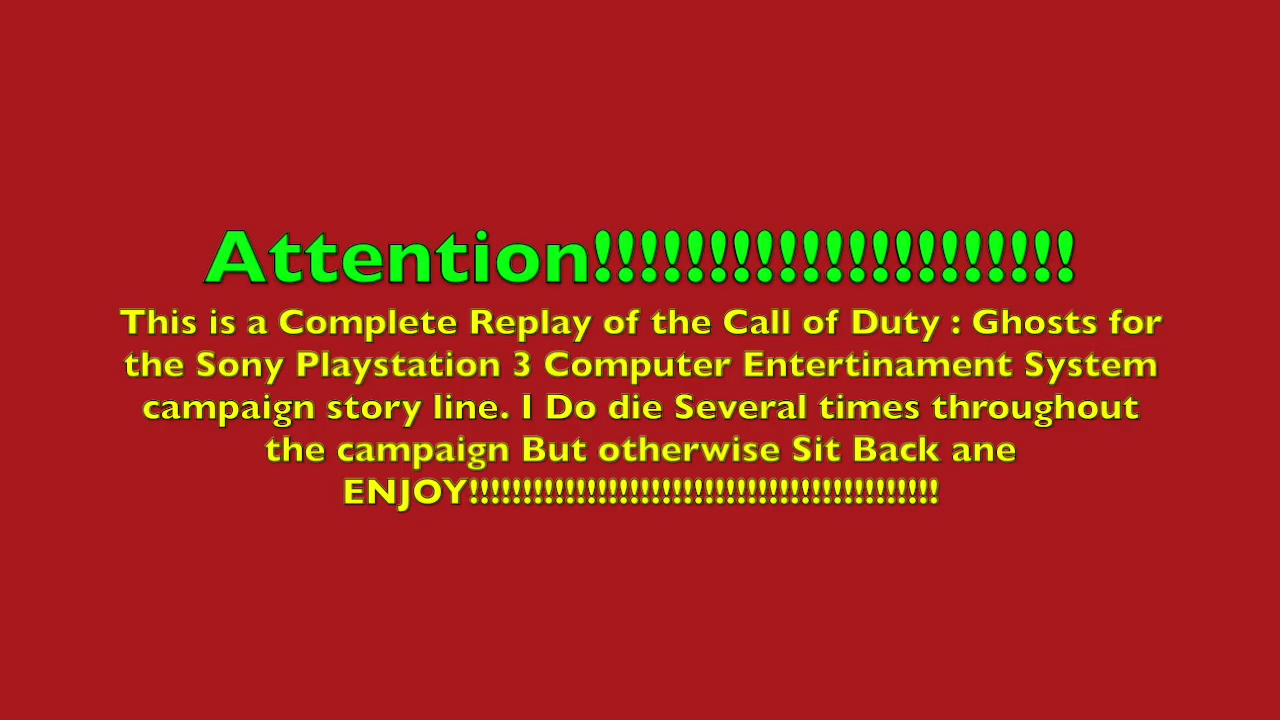 Attention!!!!!!!!!!!!!!!!!!!!!
This is a Complete Replay of the Call of Duty : Ghosts for
the Sony Playstation 3 Computer Entertinament System
campaign story line. I Do die Several times throughout
the campaign But otherwise Sit Back ane
ENJOY!!!!!!!!!!!!!!!!!!!!!!!!!!!!!!!!!!!!!!!!!!!!